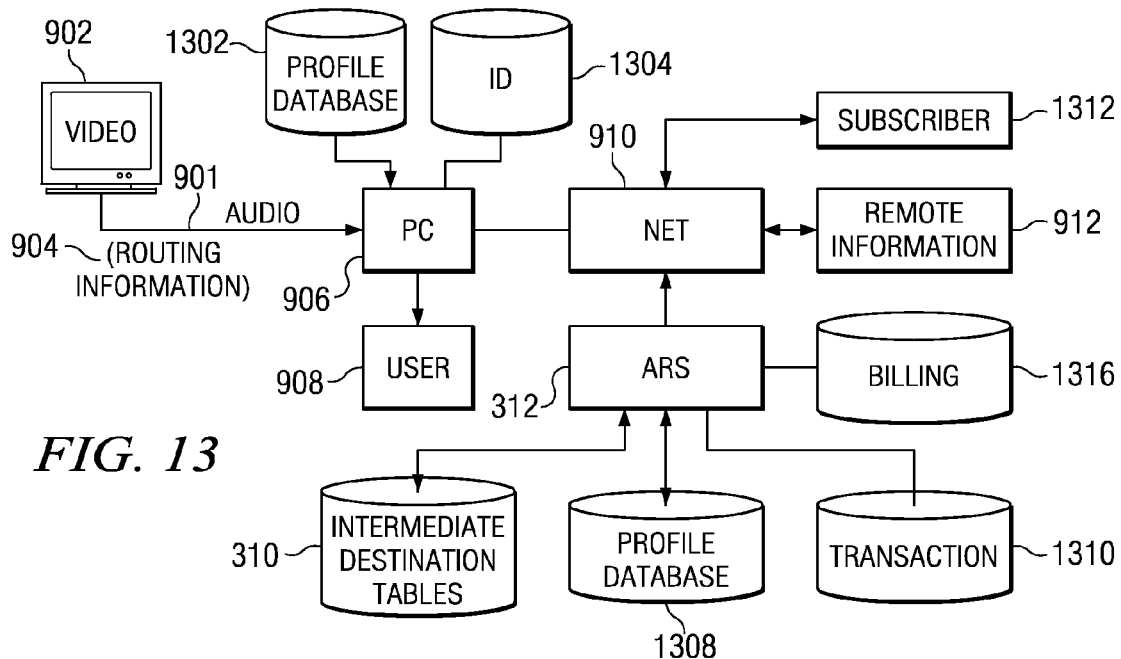 902
1302
PROFILE
DATABASE
ID
1304
VIDEO
910
SUBSCRIBER
1312
901
AUDIO
904
(ROUTING
INFORMATION)
PC
906
NET
REMOTE
INFORMATION
912
USER
908
ARS
312
BILLING
1316
FIG. 13
INTERMEDIATE
DESTINATION
TABLES
310
PROFILE
DATABASE
1308
TRANSACTION
1310